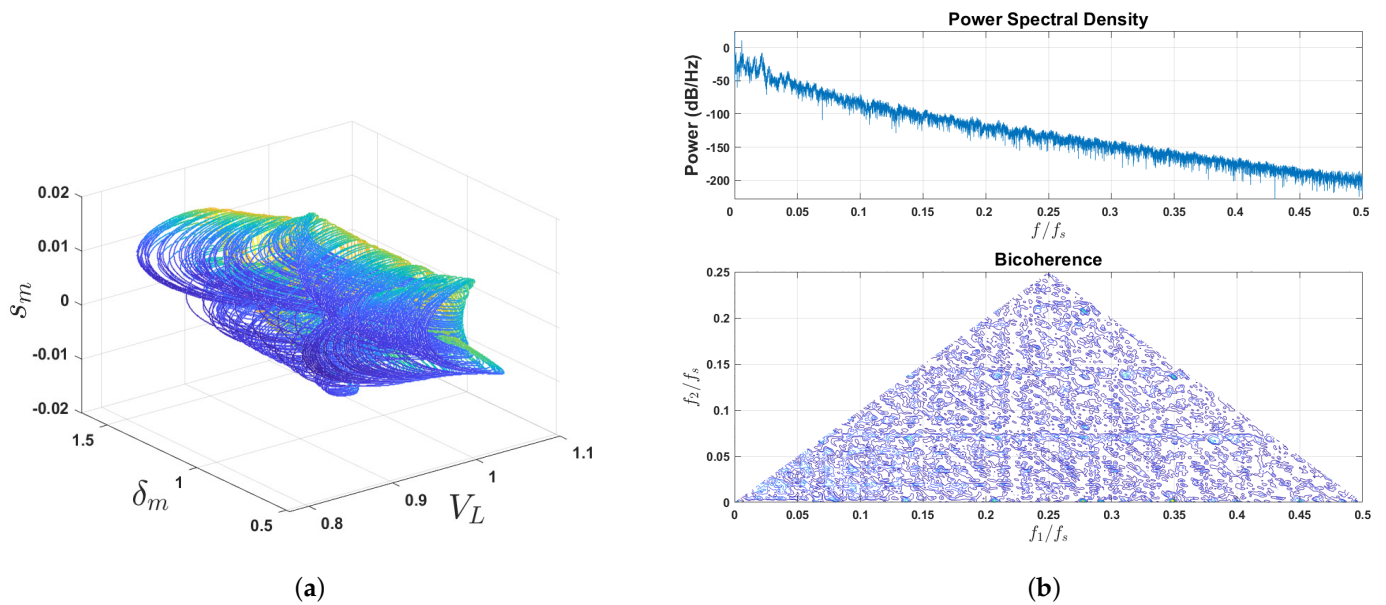 0.02
0.01
0
-0.01
-0.02
s_m
1.5
1
0.5
δ_m
0.8
0.9
1
1.1
V_L
(a)
Power Spectral Density
Power (dB/Hz)
0
-50
-100
-150
-200
0 0.05 0.1 0.15 0.2 0.25 0.3 0.35 0.4 0.45 0.5
f/f_s
Bicoherence
f_2/f_s
0.25
0.2
0.15
0.1
0.05
0
0 0.05 0.1 0.15 0.2 0.25 0.3 0.35 0.4 0.45 0.5
f_1/f_s
(b)